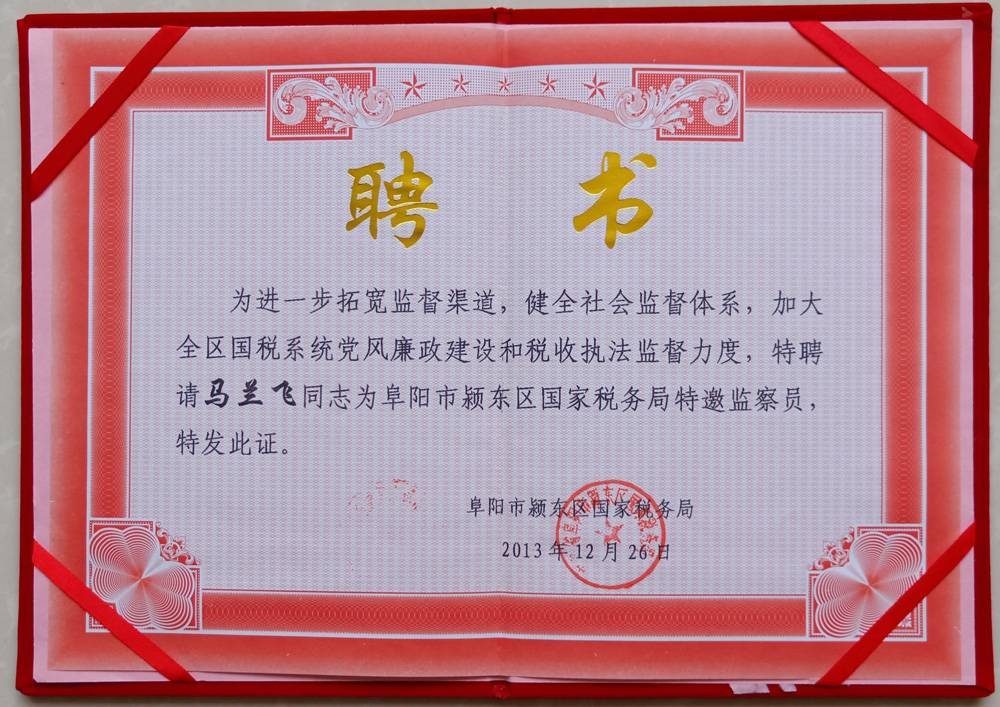 聘书
为进一步拓宽监督渠道，健全社会监督体系，加大
全区国税系统党风廉政建设和税收执法监督力度，特聘
请马兰飞同志为阜阳市颍东区国家税务局特邀监察员，
特发此证。
阜阳市颍东区国家税务局
2013年12月26日